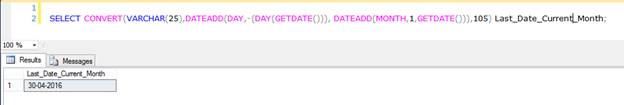 1
2 SELECT CONVERT(VARCHAR(25),DATEADD(DAY,-(DAY(GETDATE())), DATEADD(MONTH,1,GETDATE())),105) Last_Date_Current_Month;
100 %
Results Messages
Last_Date_Current_Month
1 30-04-2016